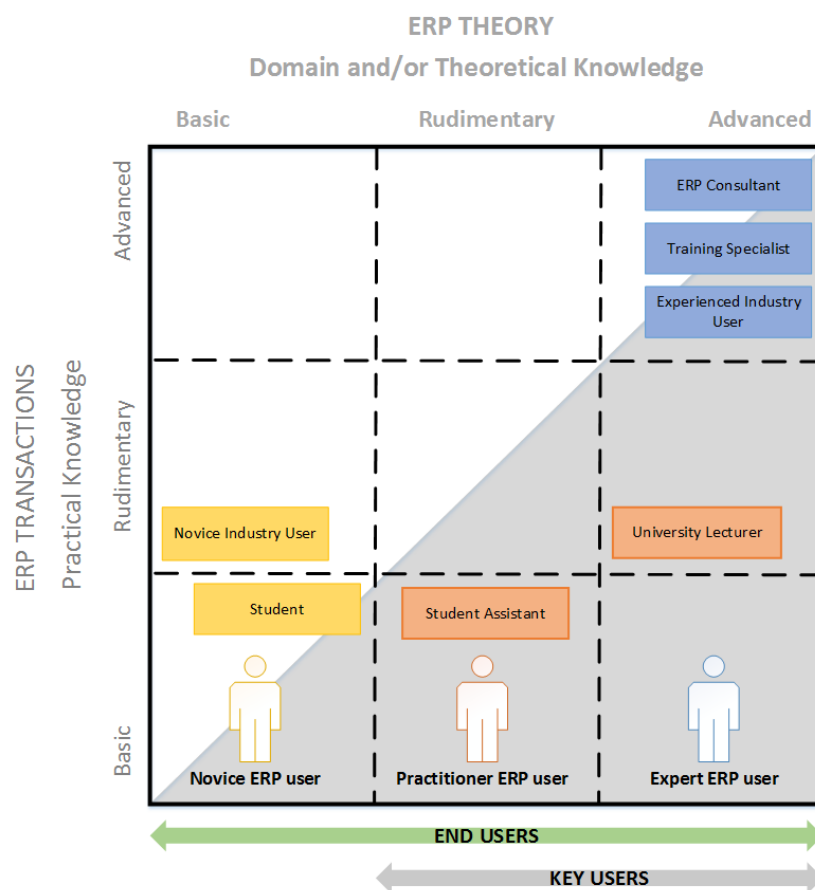 ERP THEORY
Domain and/or Theoretical Knowledge
Basic
Rudimentary
Advanced
ERP TRANSACTIONS
Practical Knowledge
Advanced
Rudimentary
Basic
ERP Consultant
Training Specialist
Experienced Industry
User
Novice Industry User
University Lecturer
Student
Student Assistant
Novice ERP user
Practitioner ERP user
Expert ERP user
END USERS
KEY USERS